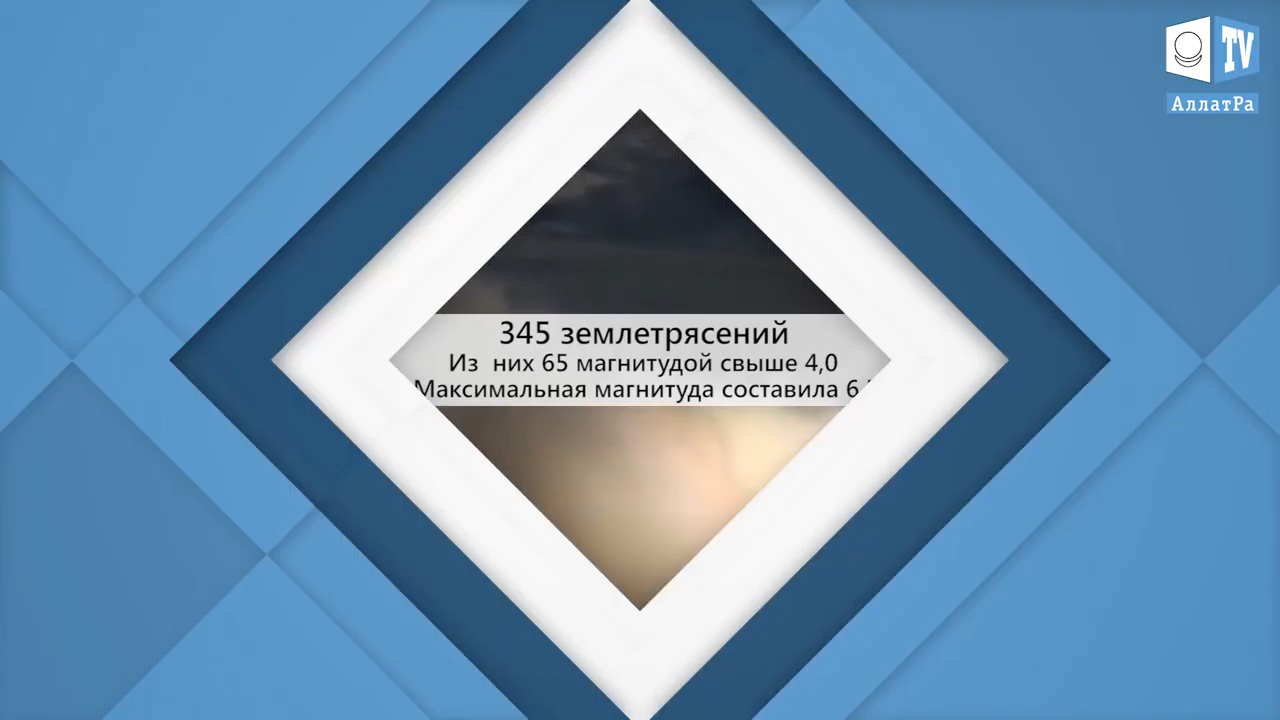 TV
АллатРа
345 землетрясений
Из них 65 магнитудой свыше 4,0
Максимальная магнитуда составила